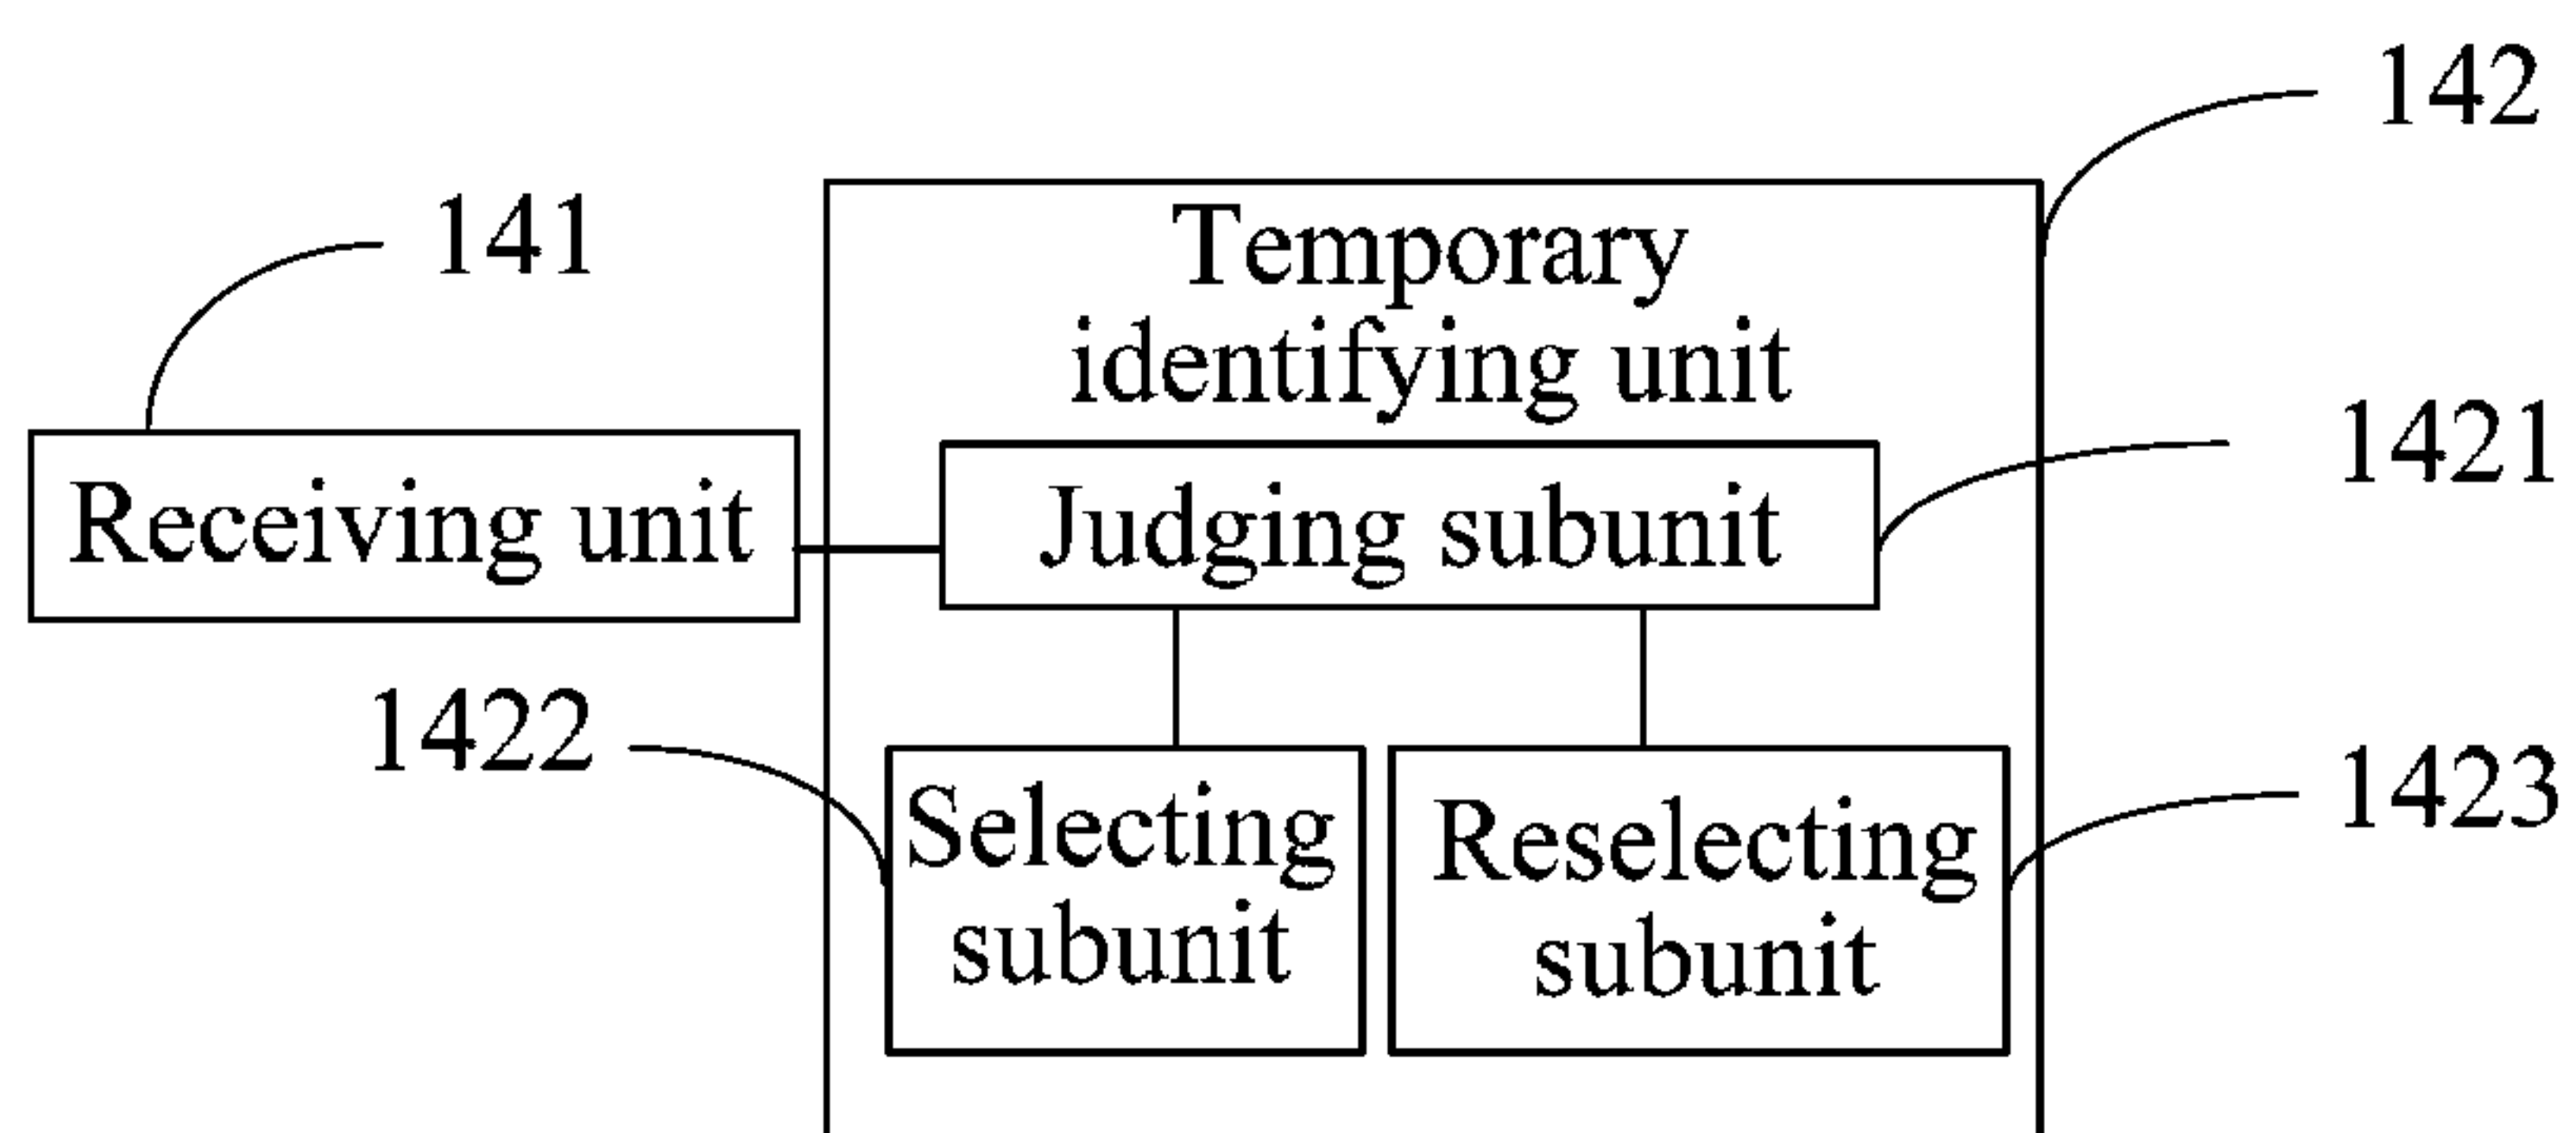 142
141
Temporary
identifying unit
1421
Receiving unit
Judging subunit
1422
1423
Selecting
subunit
Reselecting
subunit